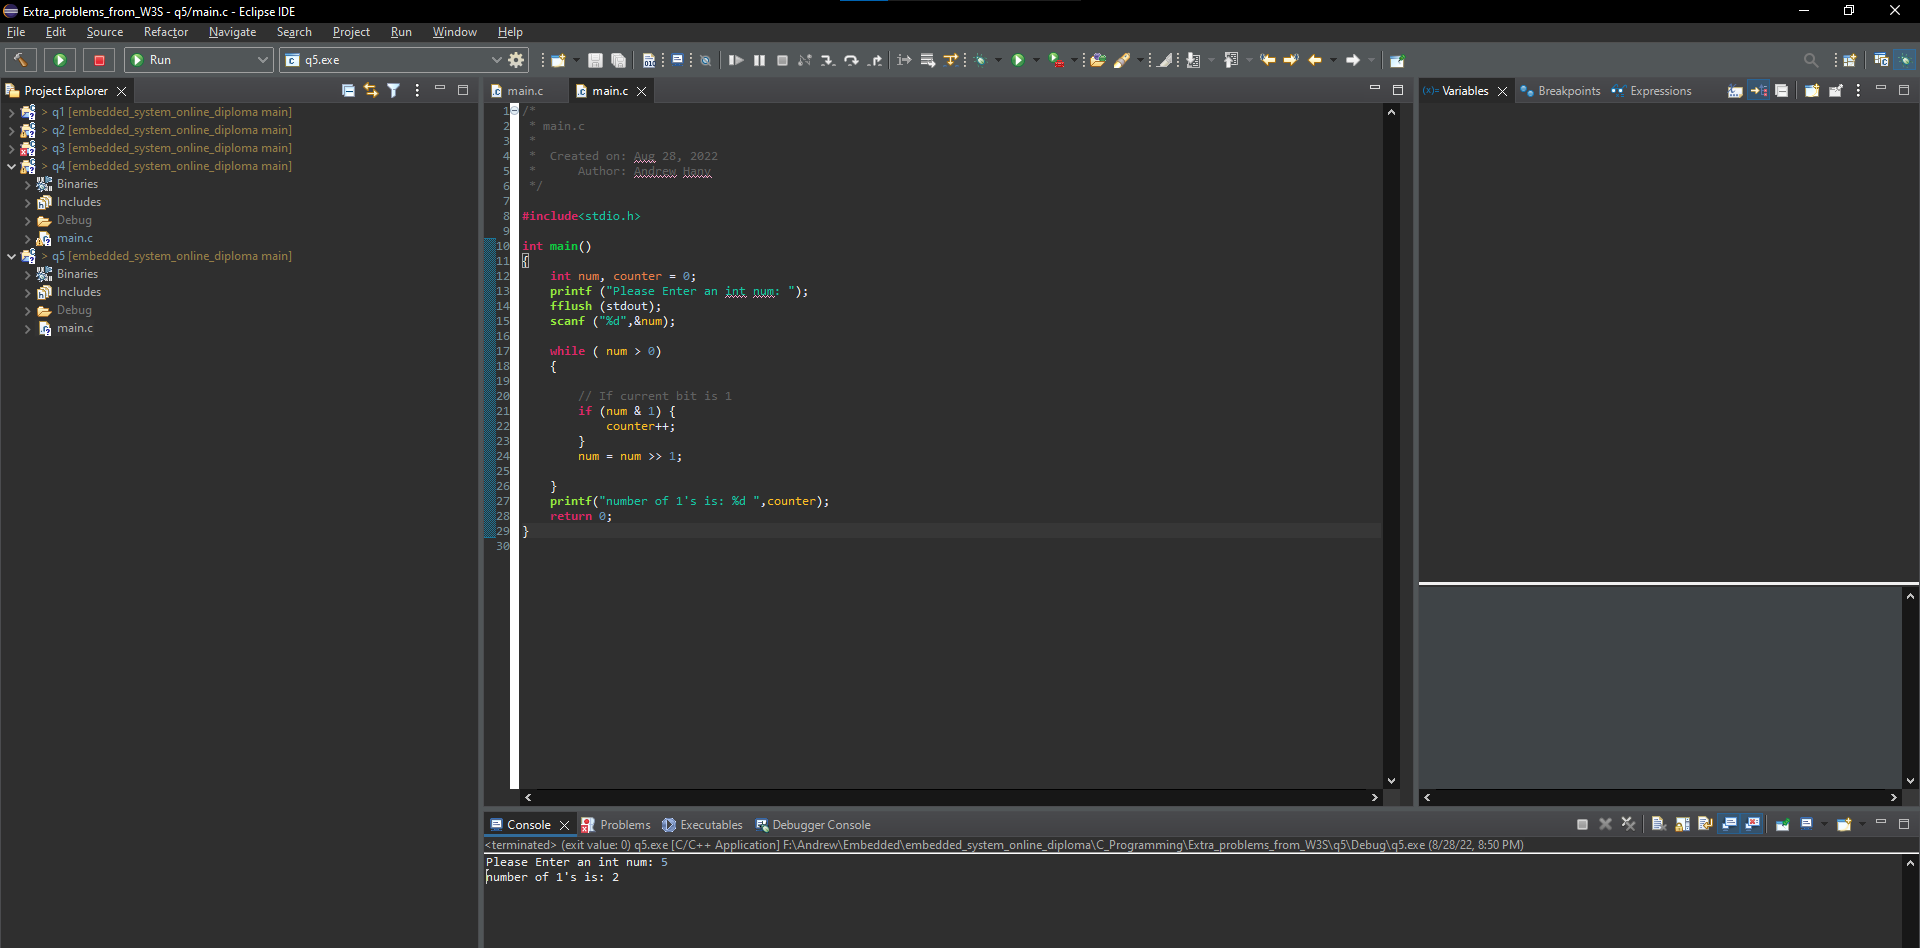 Extra_problems_from_W3S - q5/main.c - Eclipse IDE
File Edit Source Refactor Navigate Search Project Run Window Help
Run q5.exe
Project Explorer
> q1 [embedded_system_online_diploma main]
> q2 [embedded_system_online_diploma main]
> q3 [embedded_system_online_diploma main]
> q4 [embedded_system_online_diploma main]
Binaries
Includes
Debug
main.c
> q5 [embedded_system_online_diploma main]
Binaries
Includes
Debug
main.c
main.c main.c
1 /*
2 * main.c
3 *
4 * Created on: Aug 28, 2022
5 * Author: Andrew Hany
6 */
7
8 #include<stdio.h>
9
10 int main()
11 {
12 int num, counter = 0;
13 printf ("Please Enter an int num: ");
14 fflush (stdout);
15 scanf ("%d",&num);
16
17 while ( num > 0)
18 {
19
20 // If current bit is 1
21 if (num & 1) {
22 counter++;
23 }
24 num = num >> 1;
25
26 }
27 printf("number of 1's is: %d ",counter);
28 return 0;
29 }
30
(x)= Variables Breakpoints Expressions
Console Problems Executables Debugger Console
<terminated> (exit value: 0) q5.exe [C/C++ Application] F:\Andrew\Embedded\embedded_system_online_diploma\C_Programming\Extra_problems_from_W3S\q5\Debug\q5.exe (8/28/22, 8:50 PM)
Please Enter an int num: 5
number of 1's is: 2